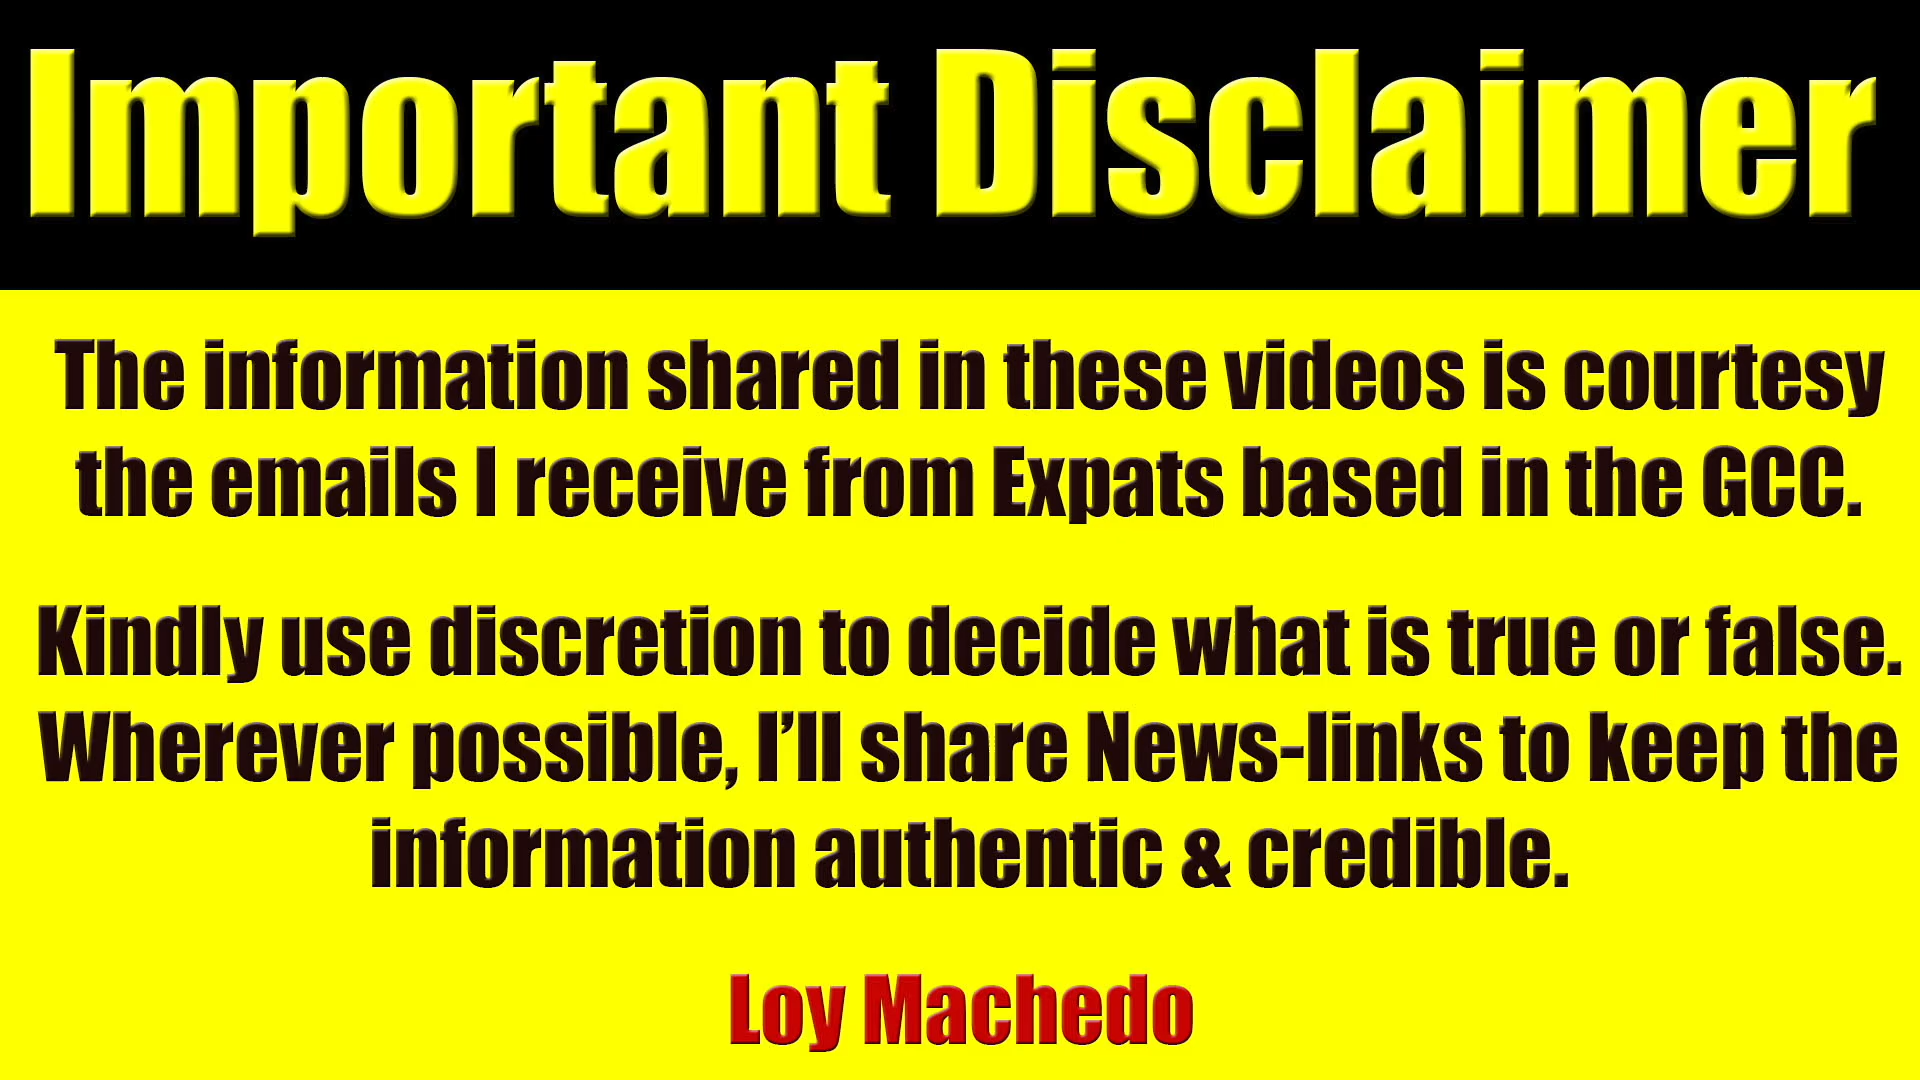 Important Disclaimer
The information shared in these videos is courtesy
the emails I receive from Expats based in the GCC.
Kindly use discretion to decide what is true or false.
Wherever possible, I’ll share News-links to keep the
information authentic & credible.
Loy Machedo